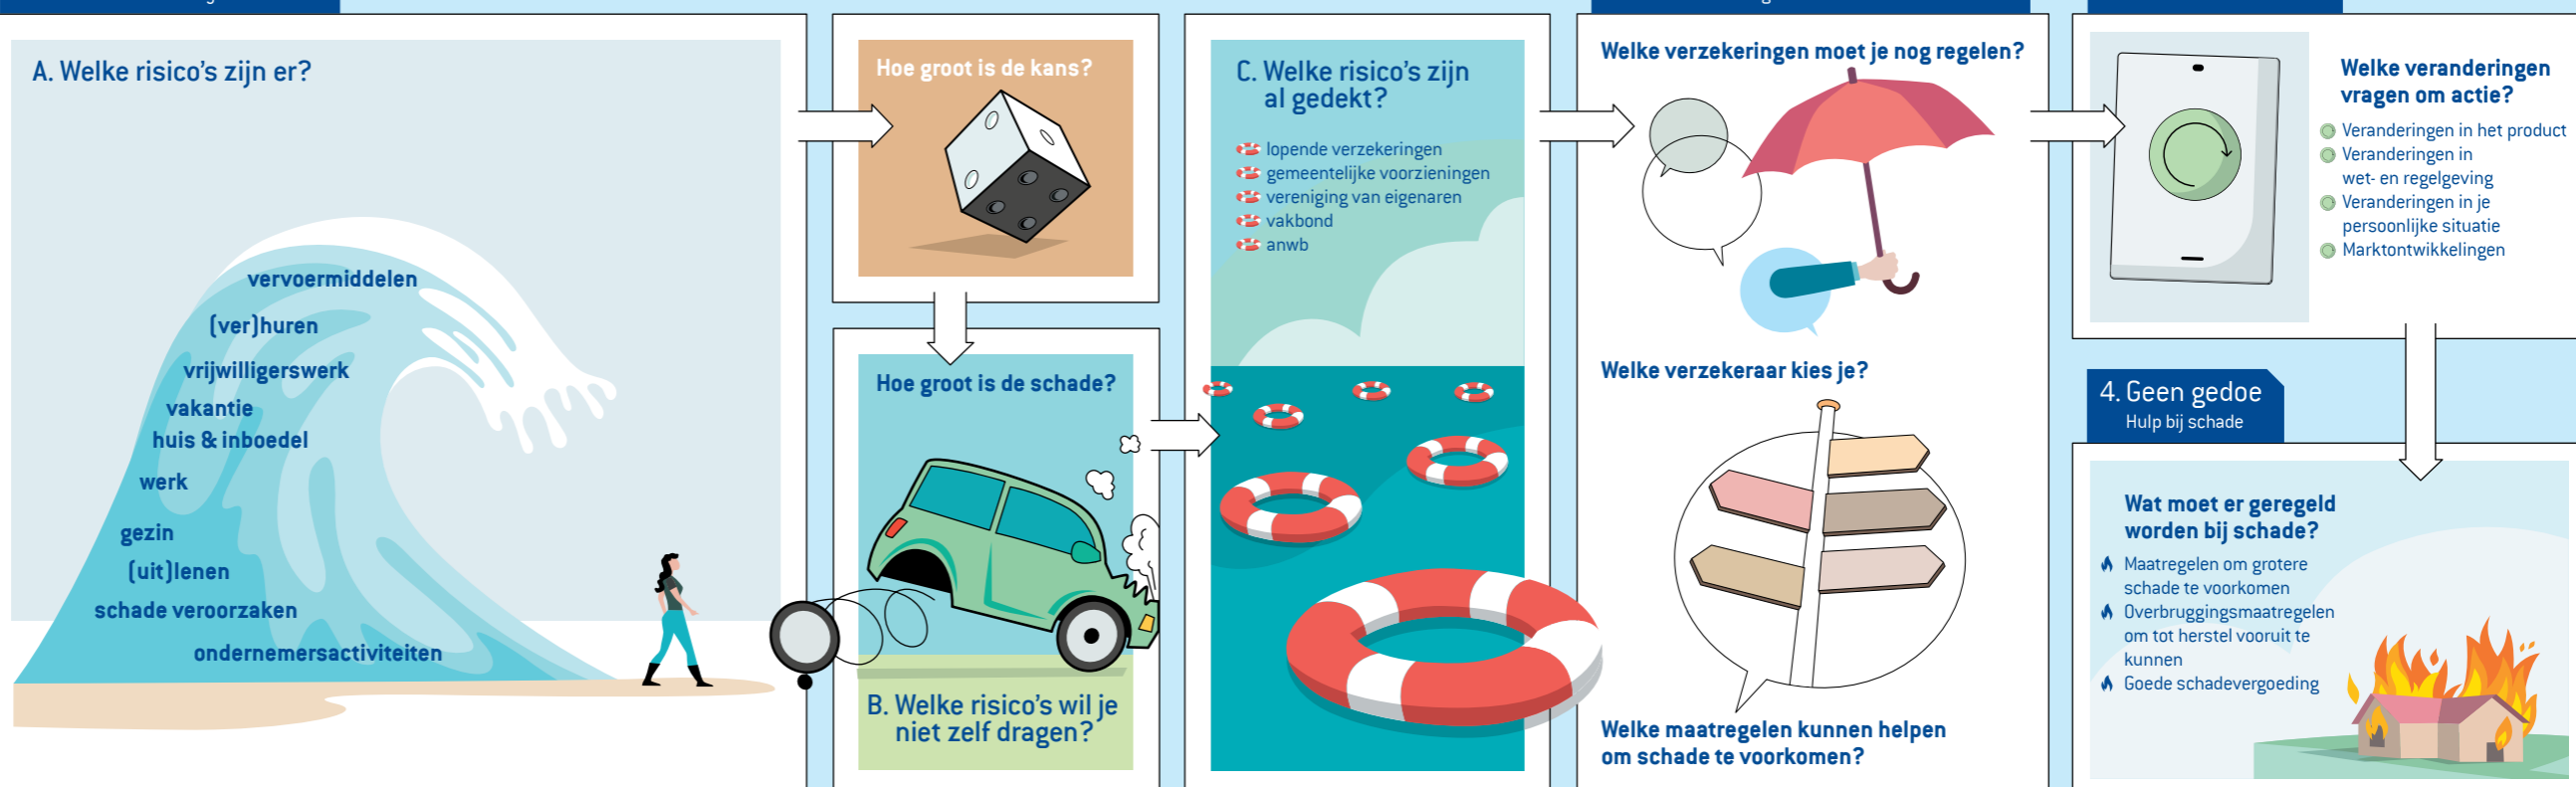 A. Welke risico's zijn er?
vervoermiddelen
(ver)huren
vrijwilligerswerk
vakantie
huis & inboedel
werk
gezin
(uit)lenen
schade veroorzaken
ondernemersactiviteiten
Hoe groot is de kans?
Hoe groot is de schade?
B. Welke risico's wil je
niet zelf dragen?
C. Welke risico's zijn
al gedekt?
lopende verzekeringen
gemeentelijke voorzieningen
vereniging van eigenaren
vakbond
anwb
Welke verzekeringen moet je nog regelen?
Welke verzekeraar kies je?
Welke maatregelen kunnen helpen
om schade te voorkomen?
Welke veranderingen
vragen om actie?
Veranderingen in het product
Veranderingen in
wet- en regelgeving
Veranderingen in je
persoonlijke situatie
Marktontwikkelingen
4. Geen gedoe
Hulp bij schade
Wat moet er geregeld
worden bij schade?
Maatregelen om grotere
schade te voorkomen
Overbruggingsmaatregelen
om tot herstel vooruit te
kunnen
Goede schadevergoeding